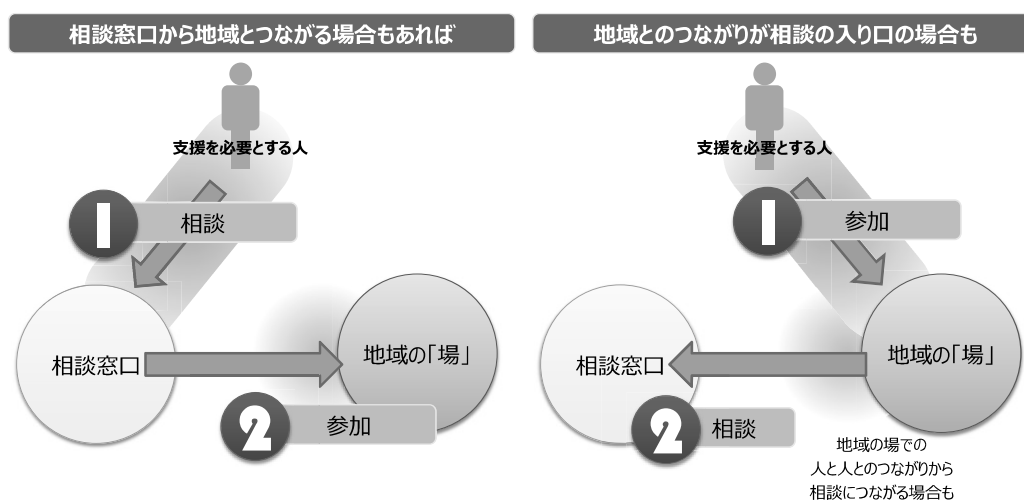 相談窓口から地域とつながる場合もあれば
支援を必要とする人
1
相談
相談窓口
地域の「場」
2
参加
地域とのつながりが相談の入り口の場合も
支援を必要とする人
1
参加
相談窓口
地域の「場」
2
相談
地域の場での
人と人とのつながりから
相談につながる場合も